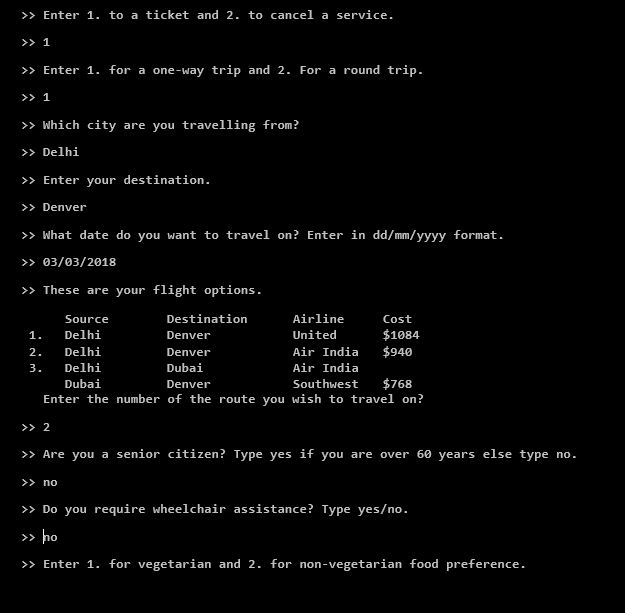 >> Enter 1. to a ticket and 2. to cancel a service.
>> 1
>> Enter 1. for a one-way trip and 2. For a round trip.
>> 1
>> Which city are you travelling from?
>> Delhi
>> Enter your destination.
>> Denver
>> What date do you want to travel on? Enter in dd/mm/yyyy format.
>> 03/03/2018
>> These are your flight options.
Source Destination Airline Cost
1. Delhi Denver United $1084
2. Delhi Denver Air India $940
3. Delhi Dubai Air India
Dubai Denver Southwest $768
Enter the number of the route you wish to travel on?
>> 2
>> Are you a senior citizen? Type yes if you are over 60 years else type no.
>> no
>> Do you require wheelchair assistance? Type yes/no.
>> no
>> Enter 1. for vegetarian and 2. for non-vegetarian food preference.